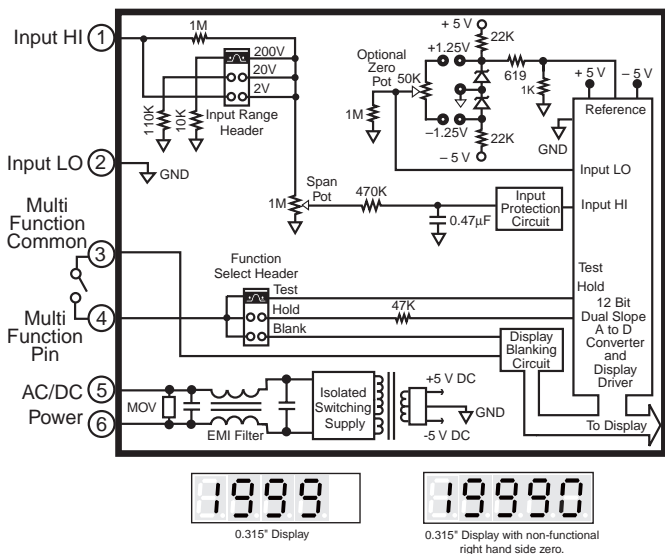 Input HI 1
1M
200V
20V
2V
110K
10K
Input Range
Header
Input LO 2
GND
Multi
Function
Common
3
4
Multi
Function
Pin
AC/DC 5
Power 6
MOV
EMI Filter
Isolated
Switching
Supply
+5 V DC
GND
-5 V DC
Function
Select Header
Test
Hold
Blank
47K
1M
Span
Pot
470K
0.47µF
Input
Protection
Circuit
Optional
Zero
Pot
50K
1M
+ 5 V
22K
+1.25V
–1.25V
22K
– 5 V
619
1K
+ 5 V
– 5 V
Reference
GND
Input LO
Input HI
Test
Hold
12 Bit
Dual Slope
A to D
Converter
and
Display
Driver
Display
Blanking
Circuit
To Display
1999
0.315" Display
19990
0.315" Display with non-functional
right hand side zero.